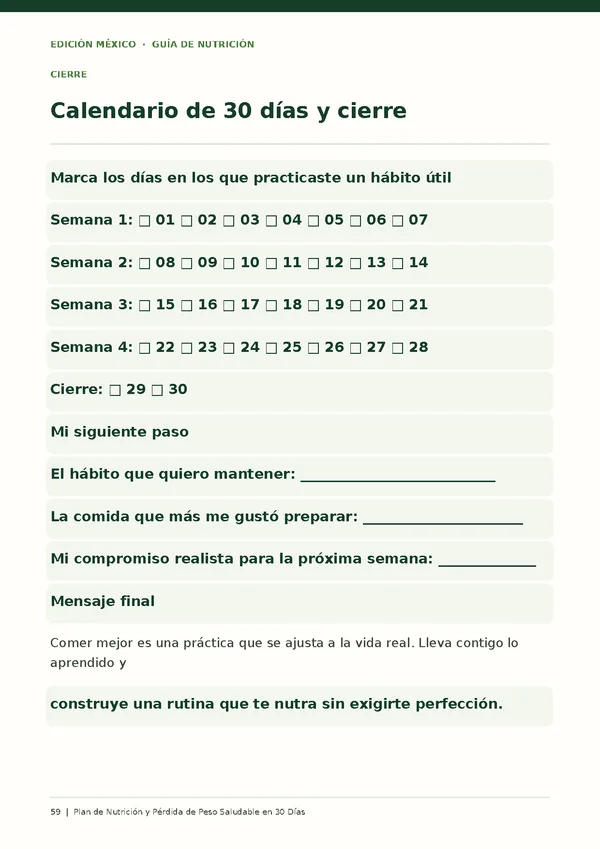 EDICIÓN MÉXICO · GUÍA DE NUTRICIÓN
CIERRE
Calendario de 30 días y cierre
Marca los días en los que practicaste un hábito útil
Semana 1: □ 01 □ 02 □ 03 □ 04 □ 05 □ 06 □ 07
Semana 2: □ 08 □ 09 □ 10 □ 11 □ 12 □ 13 □ 14
Semana 3: □ 15 □ 16 □ 17 □ 18 □ 19 □ 20 □ 21
Semana 4: □ 22 □ 23 □ 24 □ 25 □ 26 □ 27 □ 28
Cierre: □ 29 □ 30
Mi siguiente paso
El hábito que quiero mantener: ________________________
La comida que más me gustó preparar: ____________________
Mi compromiso realista para la próxima semana: ____________
Mensaje final
Comer mejor es una práctica que se ajusta a la vida real. Lleva contigo lo
aprendido y
construye una rutina que te nutra sin exigirte perfección.
59 | Plan de Nutrición y Pérdida de Peso Saludable en 30 Días